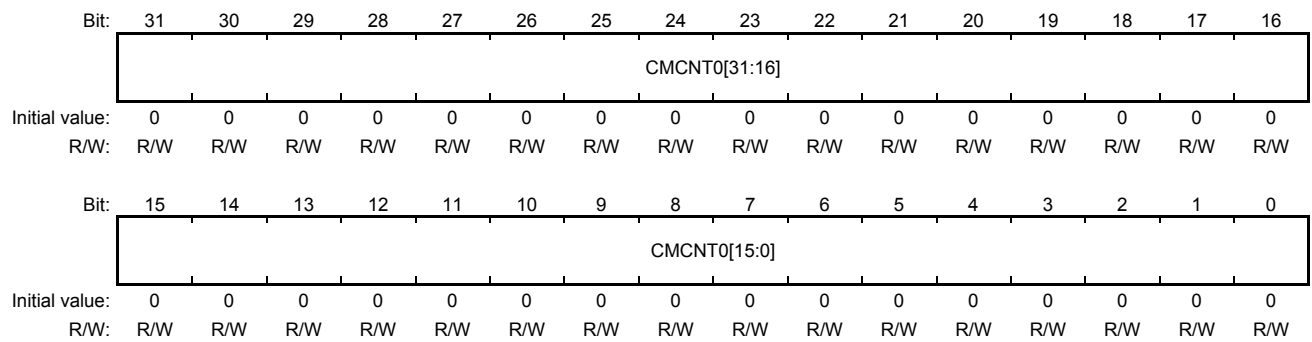 Bit: 31 30 29 28 27 26 25 24 23 22 21 20 19 18 17 16
CMCNT0[31:16]
Initial value: 0 0 0 0 0 0 0 0 0 0 0 0 0 0 0 0
R/W: R/W R/W R/W R/W R/W R/W R/W R/W R/W R/W R/W R/W R/W R/W R/W R/W
Bit: 15 14 13 12 11 10 9 8 7 6 5 4 3 2 1 0
CMCNT0[15:0]
Initial value: 0 0 0 0 0 0 0 0 0 0 0 0 0 0 0 0
R/W: R/W R/W R/W R/W R/W R/W R/W R/W R/W R/W R/W R/W R/W R/W R/W R/W